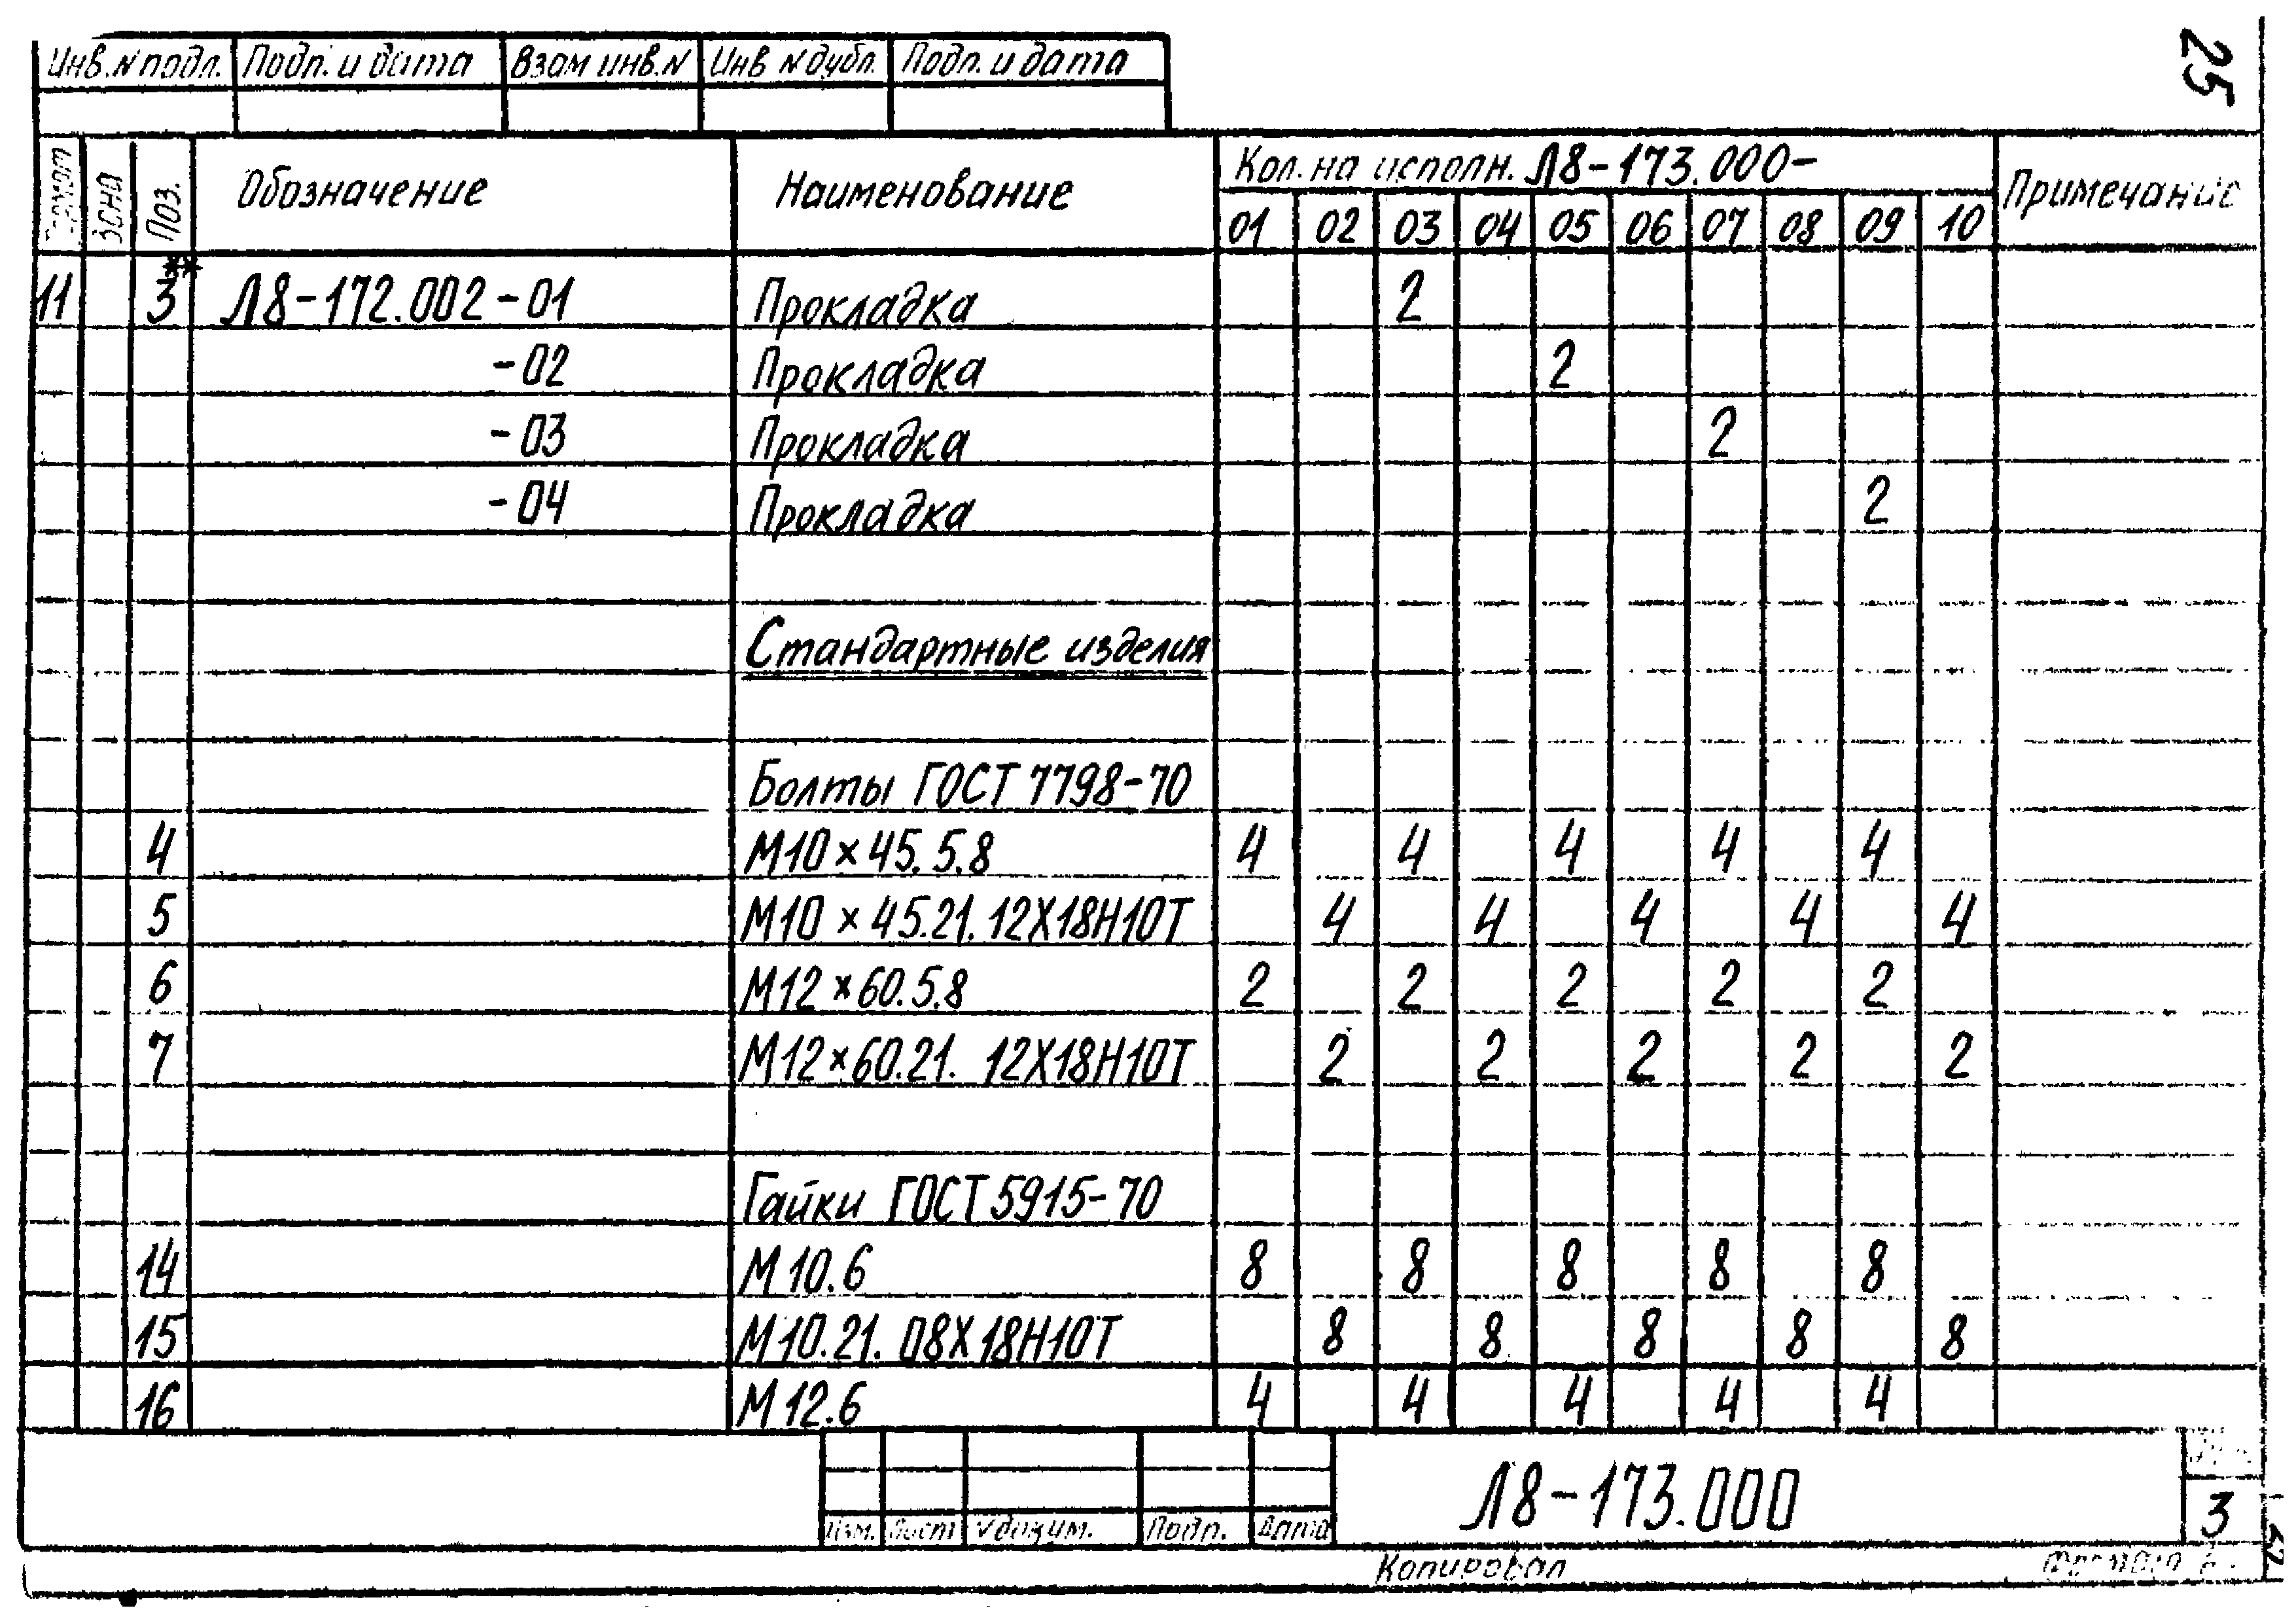 25
Инв. N подл. Подп. и дата Взам инв. N Инв N дубл. Подп. и дата
Формат Зона Поз. Обозначение Наименование Кол. на исполн. Л8-173.000- Примечание
01 02 03 04 05 06 07 08 09 10
11 3** Л8-172.002-01 Прокладка 2
-02 Прокладка 2
-03 Прокладка 2
-04 Прокладка 2
Стандартные изделия
Болты ГОСТ 7798-70
4 М10×45.5.8 4 4 4 4 4
5 М10×45.21.12Х18Н10Т 4 4 4 4 4
6 М12×60.5.8 2 2 2 2 2
7 М12×60.21. 12Х18Н10Т 2 2 2 2 2
Гайки ГОСТ 5915-70
14 М10.6 8 8 8 8 8
15 М10.21. 08Х18Н10Т 8 8 8 8 8
16 М12.6 4 4 4 4 4
Л8-173.000
3
Изм. Лист № докум. Подп. Дата
Копировал Формат